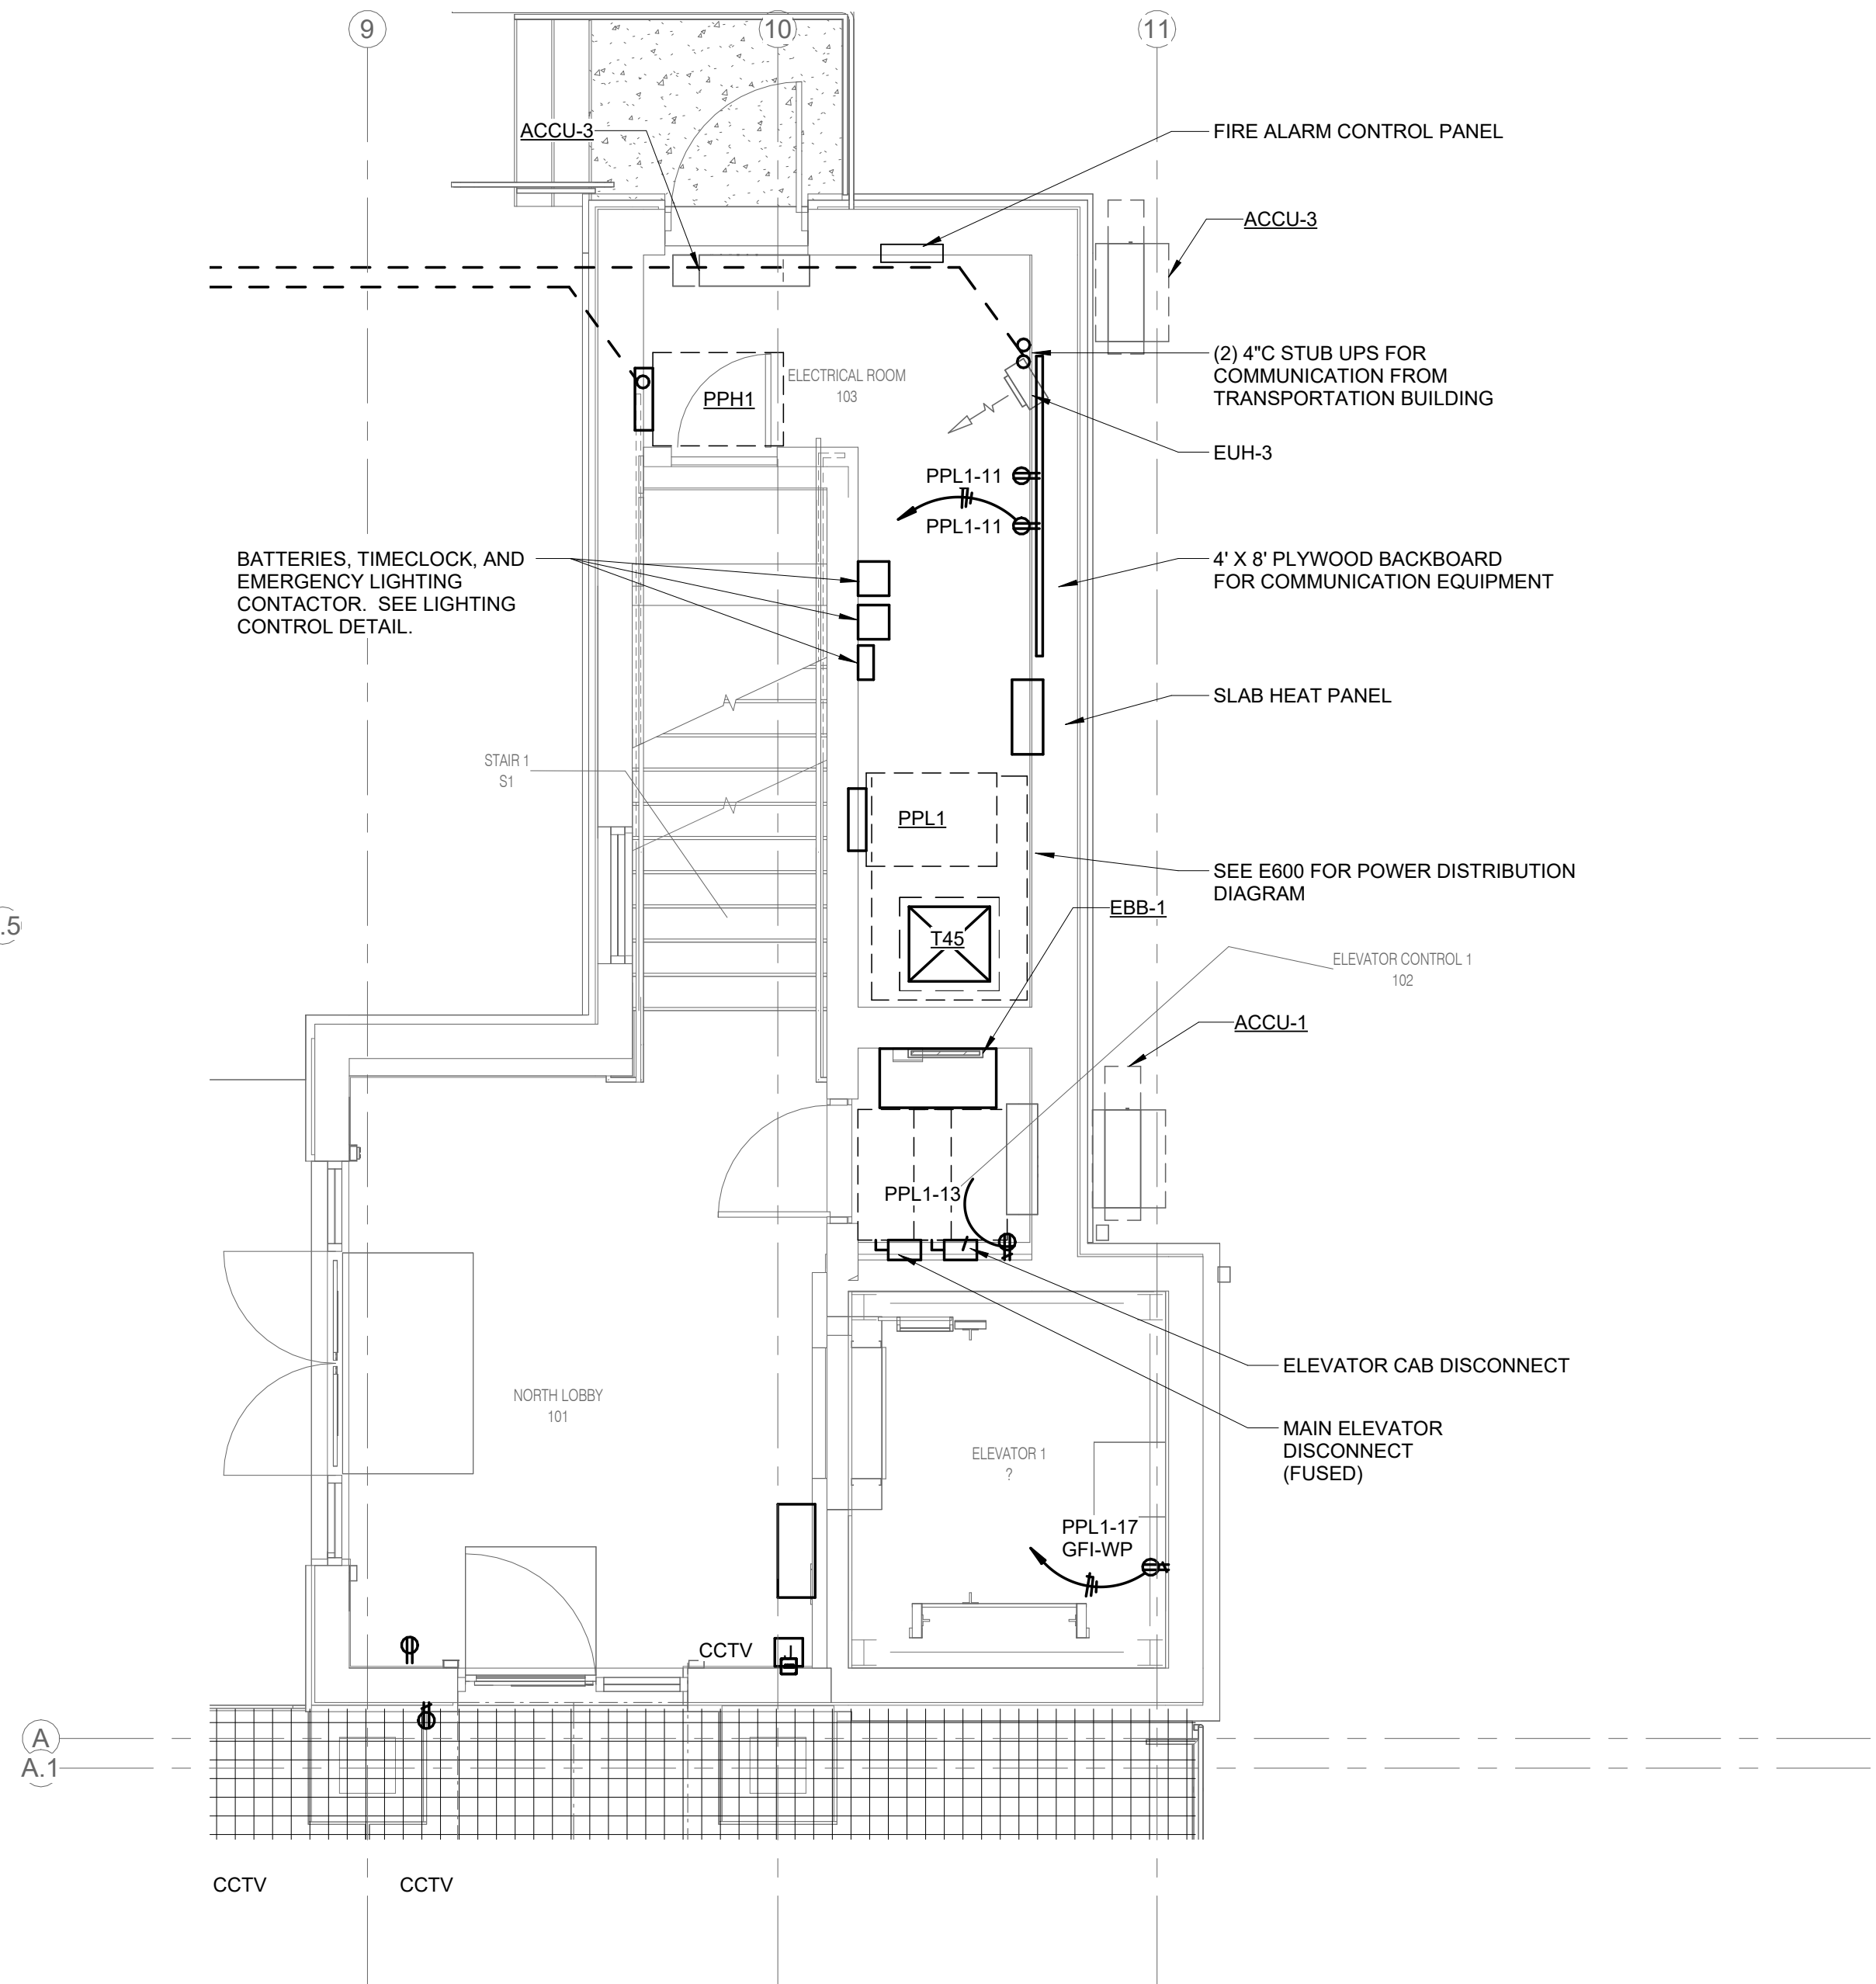 9
10
11
ACCU-3
FIRE ALARM CONTROL PANEL
ACCU-3
(2) 4"C STUB UPS FOR
COMMUNICATION FROM
TRANSPORTATION BUILDING
ELECTRICAL ROOM
103
PPH1
EUH-3
PPL1-11
PPL1-11
BATTERIES, TIMECLOCK, AND
EMERGENCY LIGHTING
CONTACTOR. SEE LIGHTING
CONTROL DETAIL.
4' X 8' PLYWOOD BACKBOARD
FOR COMMUNICATION EQUIPMENT
SLAB HEAT PANEL
STAIR 1
S1
PPL1
SEE E600 FOR POWER DISTRIBUTION
DIAGRAM
EBB-1
.5
T45
ELEVATOR CONTROL 1
102
ACCU-1
PPL1-13
ELEVATOR CAB DISCONNECT
NORTH LOBBY
101
MAIN ELEVATOR
DISCONNECT
(FUSED)
ELEVATOR 1
?
PPL1-17
GFI-WP
CCTV
A
A.1
CCTV
CCTV